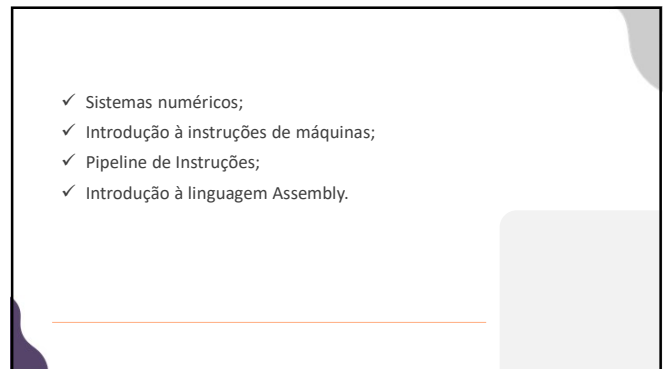 ✓ Sistemas numéricos;
✓ Introdução à instruções de máquinas;
✓ Pipeline de Instruções;
✓ Introdução à linguagem Assembly.